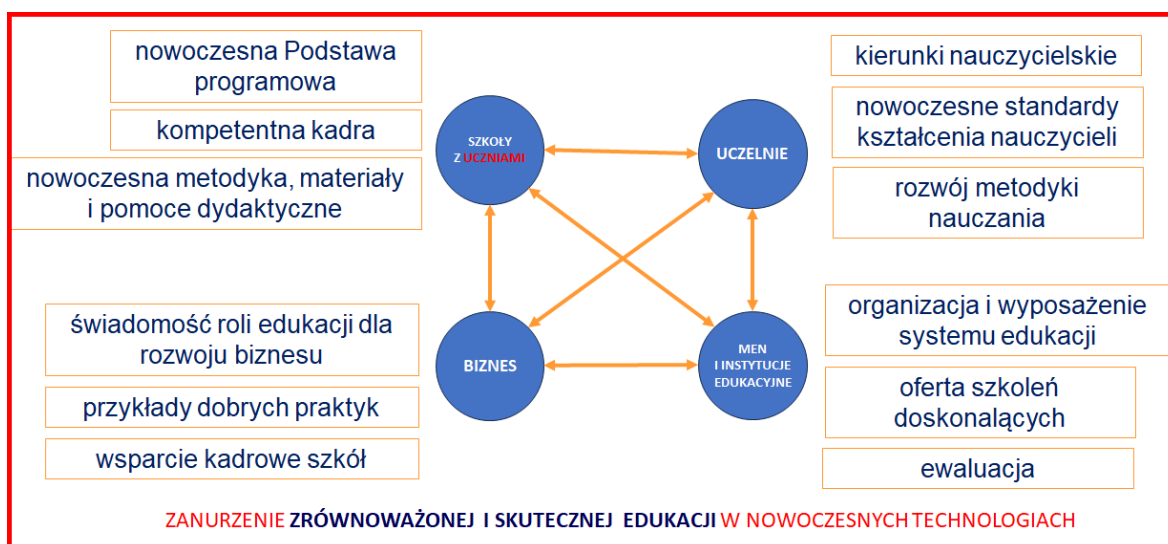 nowoczesna Podstawa
programowa
kompetentna kadra
nowoczesna metodyka, materiały
i pomoce dydaktyczne
SZKOŁY
Z UCZNIAMI
UCZELNIE
kierunki nauczycielskie
nowoczesne standardy
kształcenia nauczycieli
rozwój metodyki
nauczania
świadomość roli edukacji dla
rozwoju biznesu
przykłady dobrych praktyk
wsparcie kadrowe szkół
BIZNES
MEN
I INSTYTUCJE
EDUKACYJNE
organizacja i wyposażenie
systemu edukacji
oferta szkoleń
doskonalących
ewaluacja
ZANURZENIE ZRÓWNOWAŻONEJ I SKUTECZNEJ EDUKACJI W NOWOCZESNYCH TECHNOLOGIACH